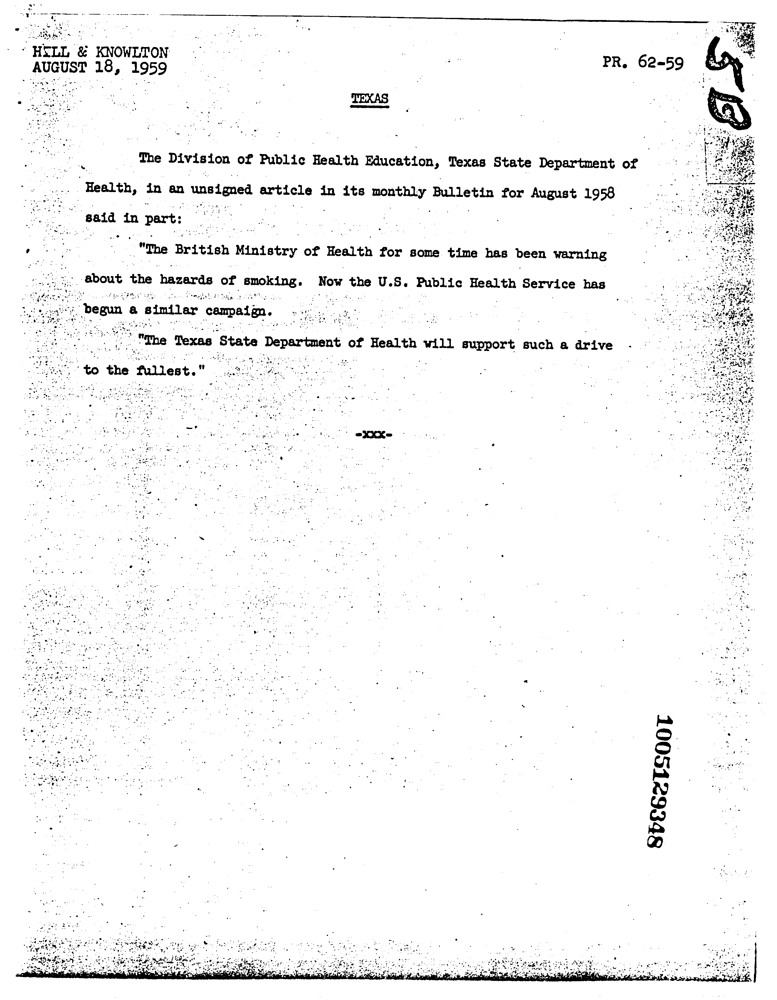 HILL & KNOWLTON
AUGUST 18, 1959
PR. 62-59
5B
TEXAS
The Division of Public Health Education, Texas State Department of
Health, in an unsigned article in its monthly Bulletin for August 1958
said in part:
"The British Ministry of Health for some time has been warning
about the hazards of smoking. Now the U.S. Public Health Service has
begun a similar campaign.
"The Texas State Department of Health will support such a drive
to the fullest."
-xxx-
1005129348